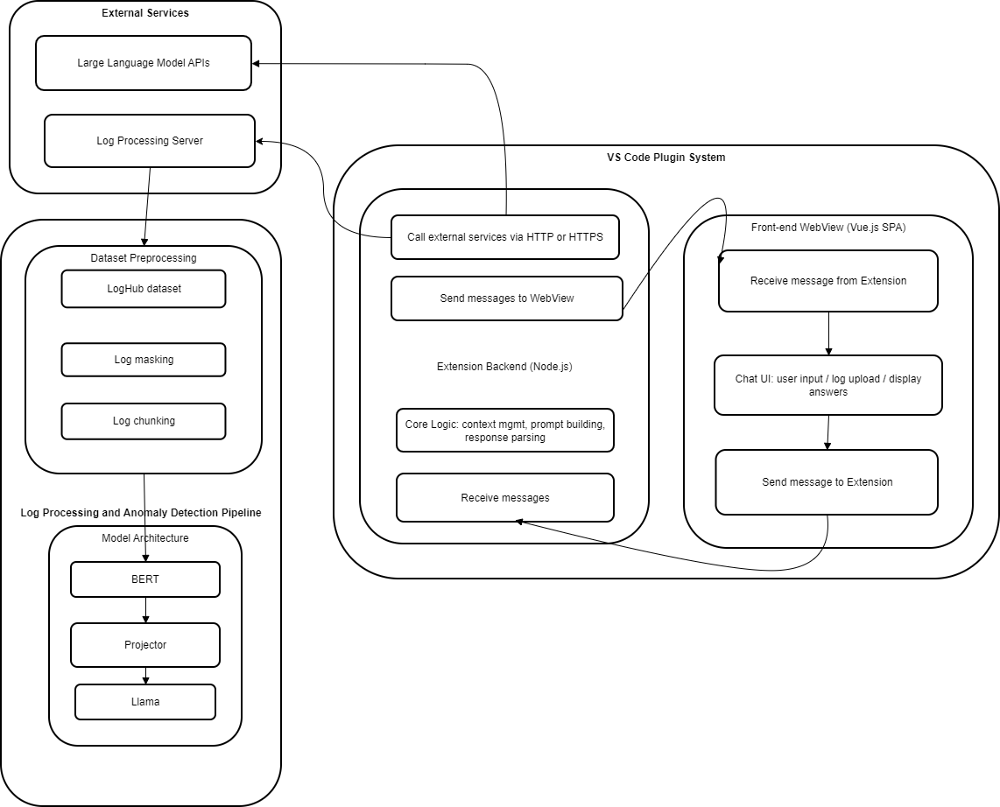 External Services
Large Language Model APIs
Log Processing Server
Dataset Preprocessing
LogHub dataset
Log masking
Log chunking
Log Processing and Anomaly Detection Pipeline
Model Architecture
BERT
Projector
Llama
VS Code Plugin System
Call external services via HTTP or HTTPS
Send messages to WebView
Extension Backend (Node.js)
Core Logic: context mgmt, prompt building,
response parsing
Receive messages
Front-end WebView (Vue.js SPA)
Receive message from Extension
Chat UI: user input / log upload / display
answers
Send message to Extension